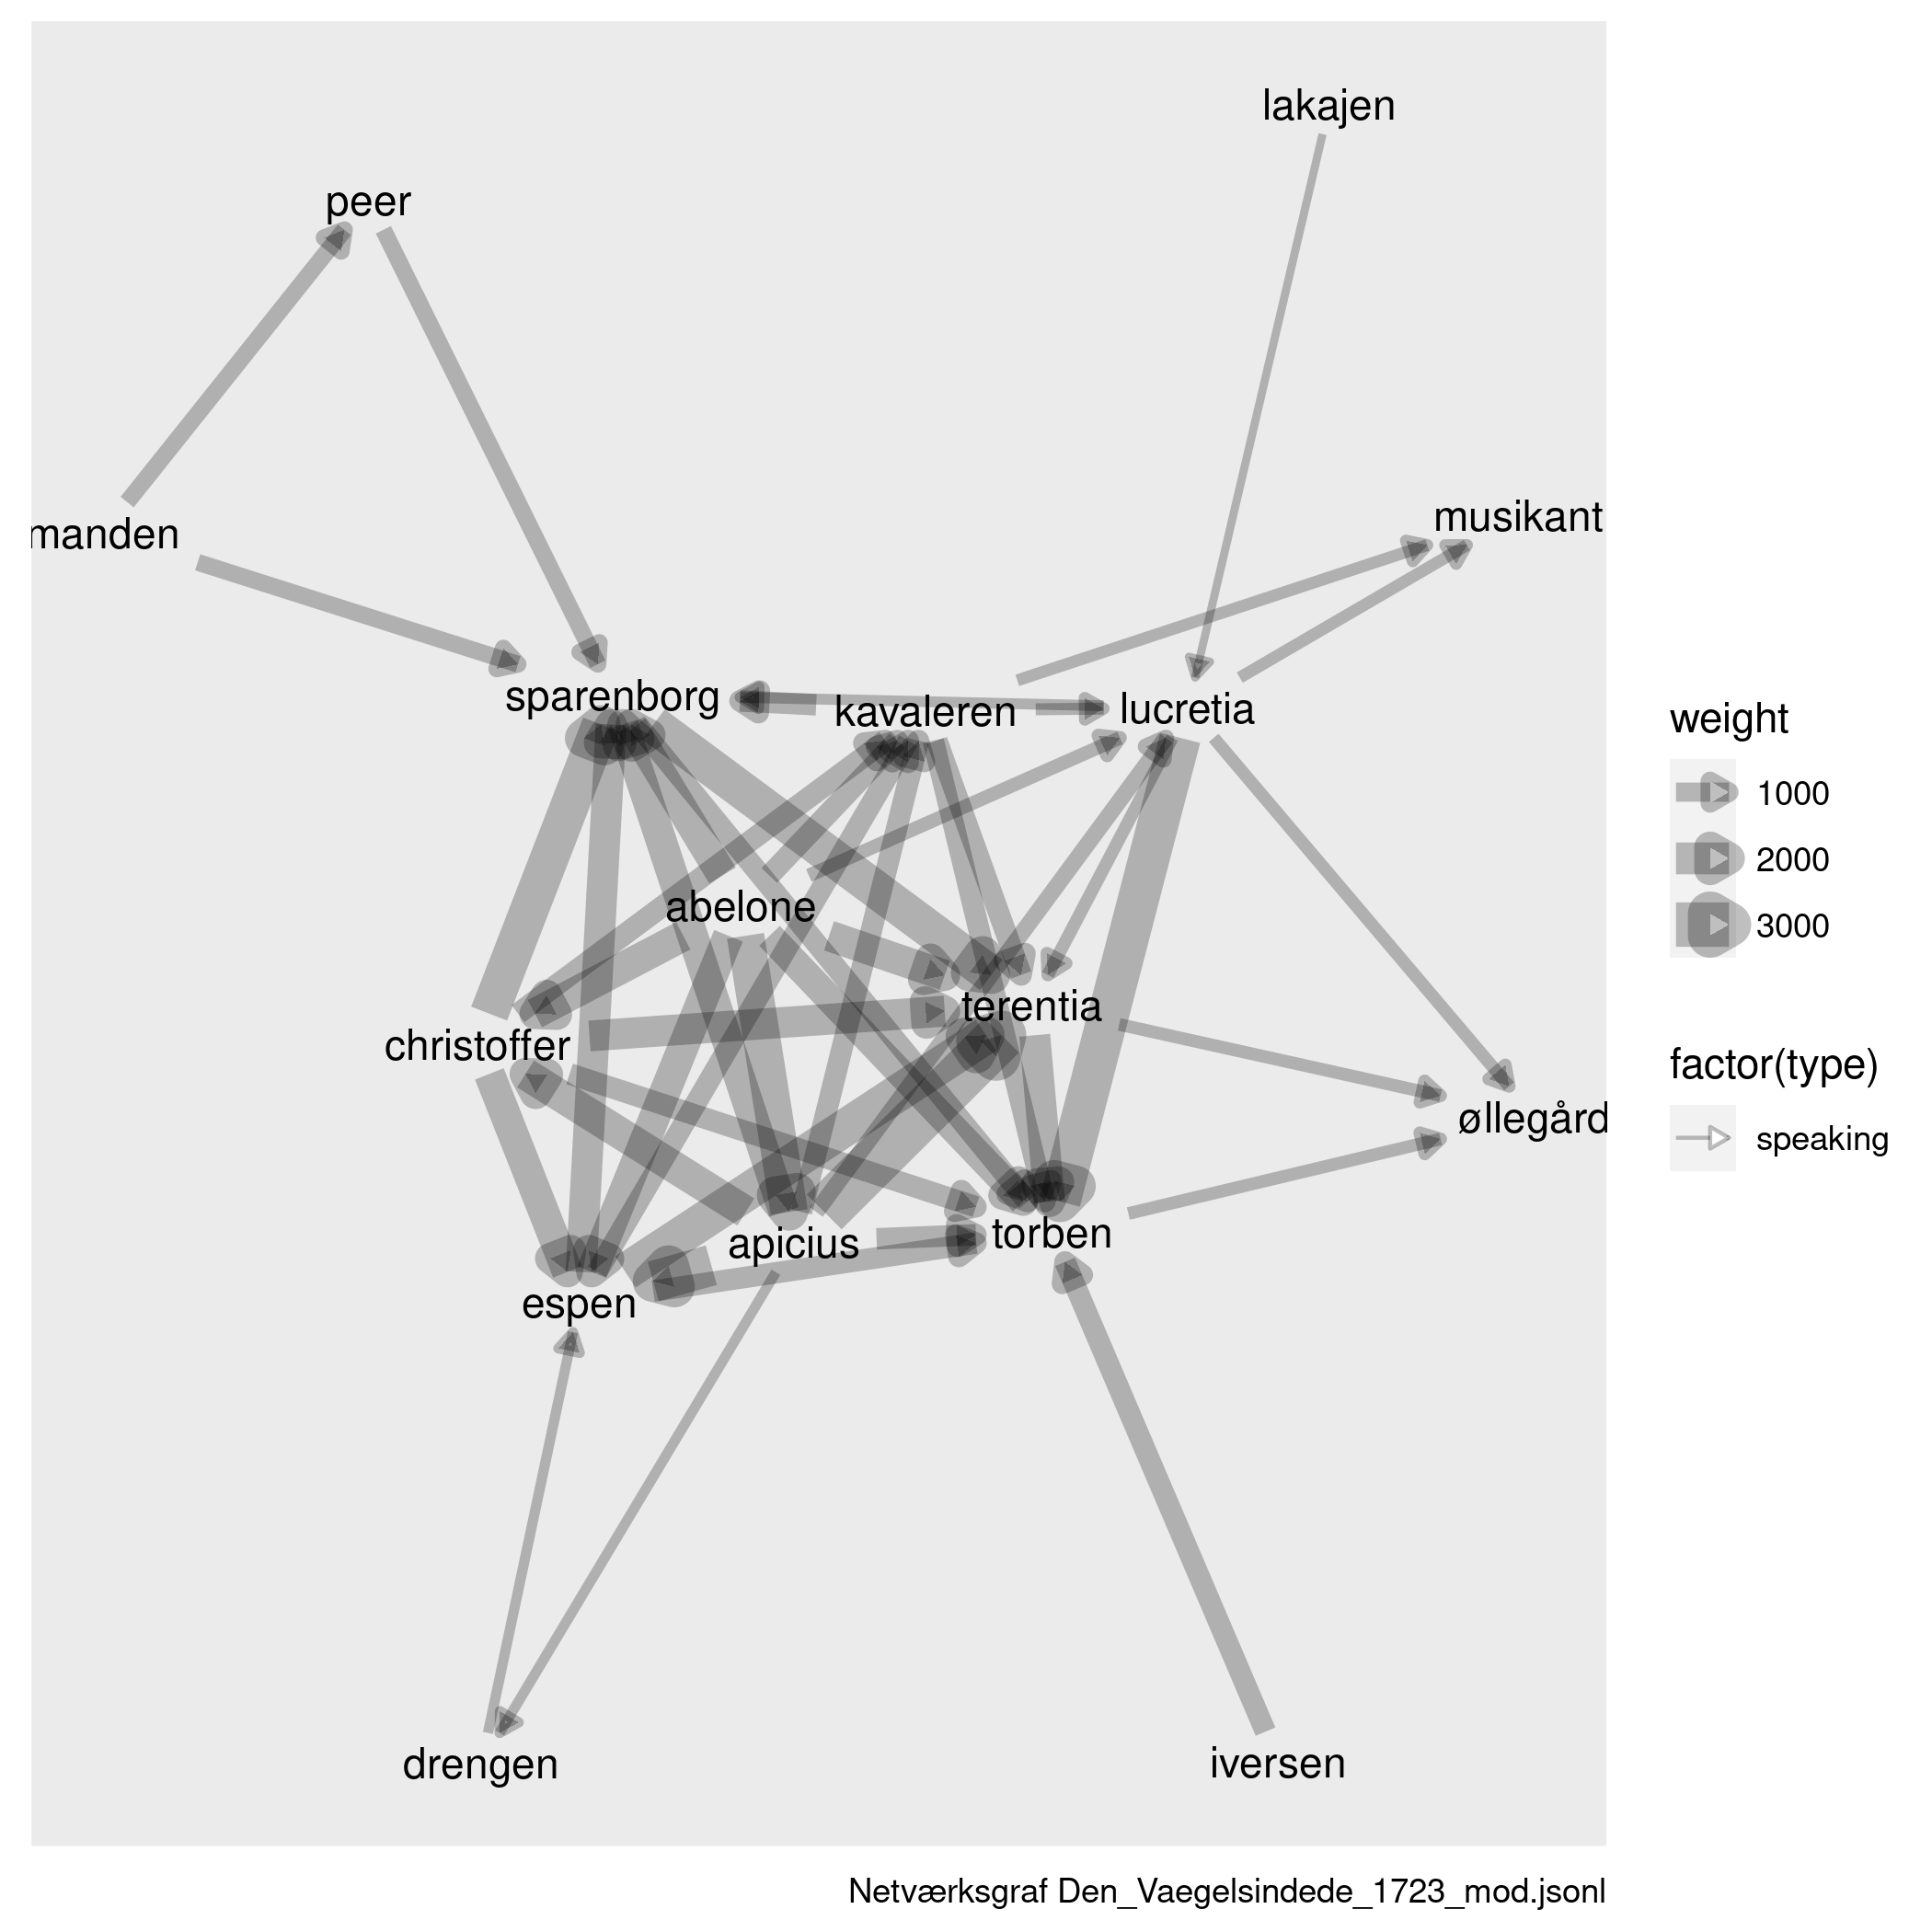 lakajen
peer
manden
musikant
sparenborg
kavaleren
lucretia
abelone
terentia
christoffer
øllegård
torben
apicius
espen
drengen
iversen
weight
1000
2000
3000
factor(type)
speaking
Netværksgraf Den_Vaegelsindede_1723_mod.jsonl